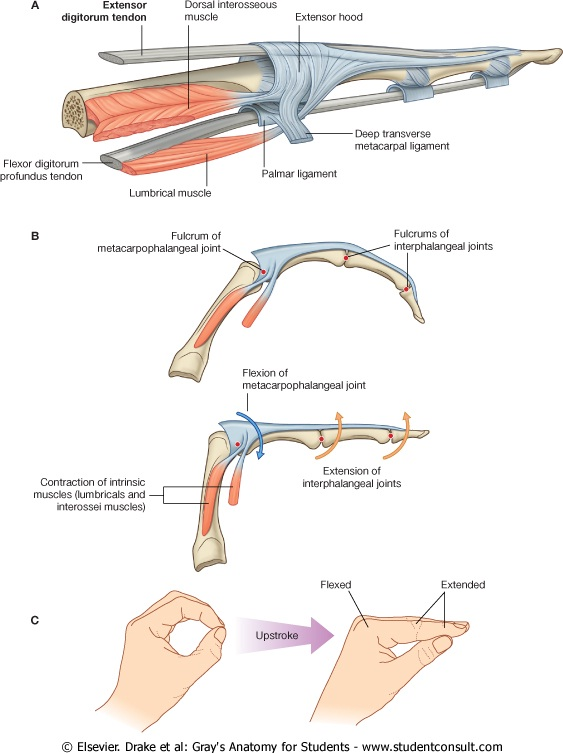 A
Extensor
digitorum tendon
Dorsal interosseous
muscle
Extensor hood
Flexor digitorum
profundus tendon
Lumbrical muscle
Palmar ligament
Deep transverse
metacarpal ligament
B
Fulcrum of
metacarpophalangeal joint
Fulcrums of
interphalangeal joints
Flexion of
metacarpophalangeal joint
Contraction of intrinsic
muscles (lumbricals and
interossei muscles)
Extension of
interphalangeal joints
C
Upstroke
Flexed
Extended
© Elsevier. Drake et al: Gray's Anatomy for Students - www.studentconsult.com